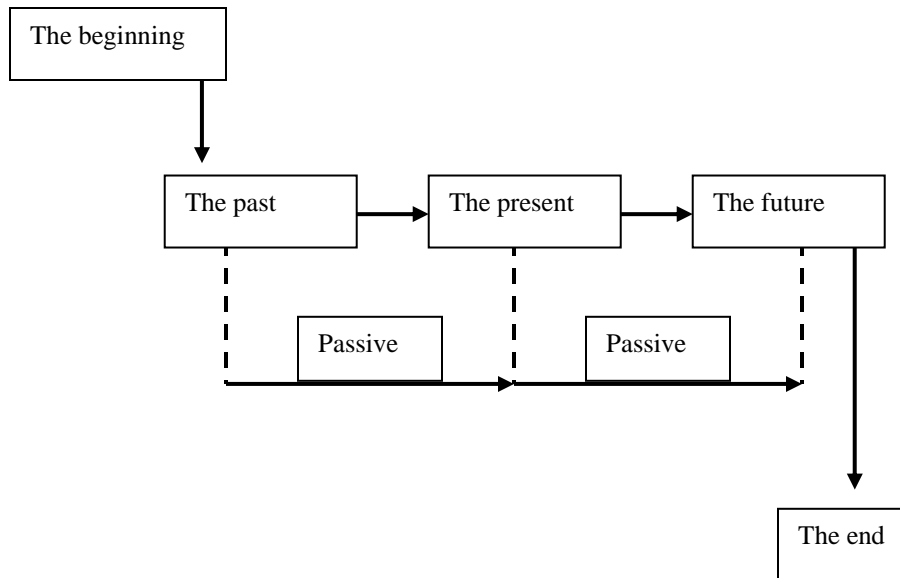 The beginning
The past
The present
The future
Passive
Passive
The end